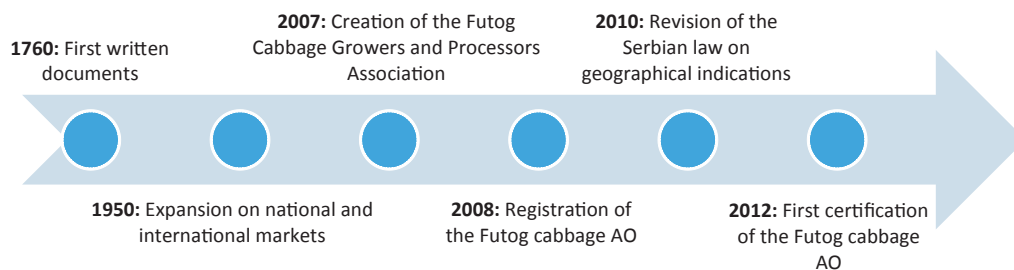 1760: First written
documents
1950: Expansion on national and
international markets
2007: Creation of the Futog
Cabbage Growers and Processors
Association
2008: Registration of
the Futog cabbage AO
2010: Revision of the
Serbian law on
geographical indications
2012: First certification
of the Futog cabbage
AO